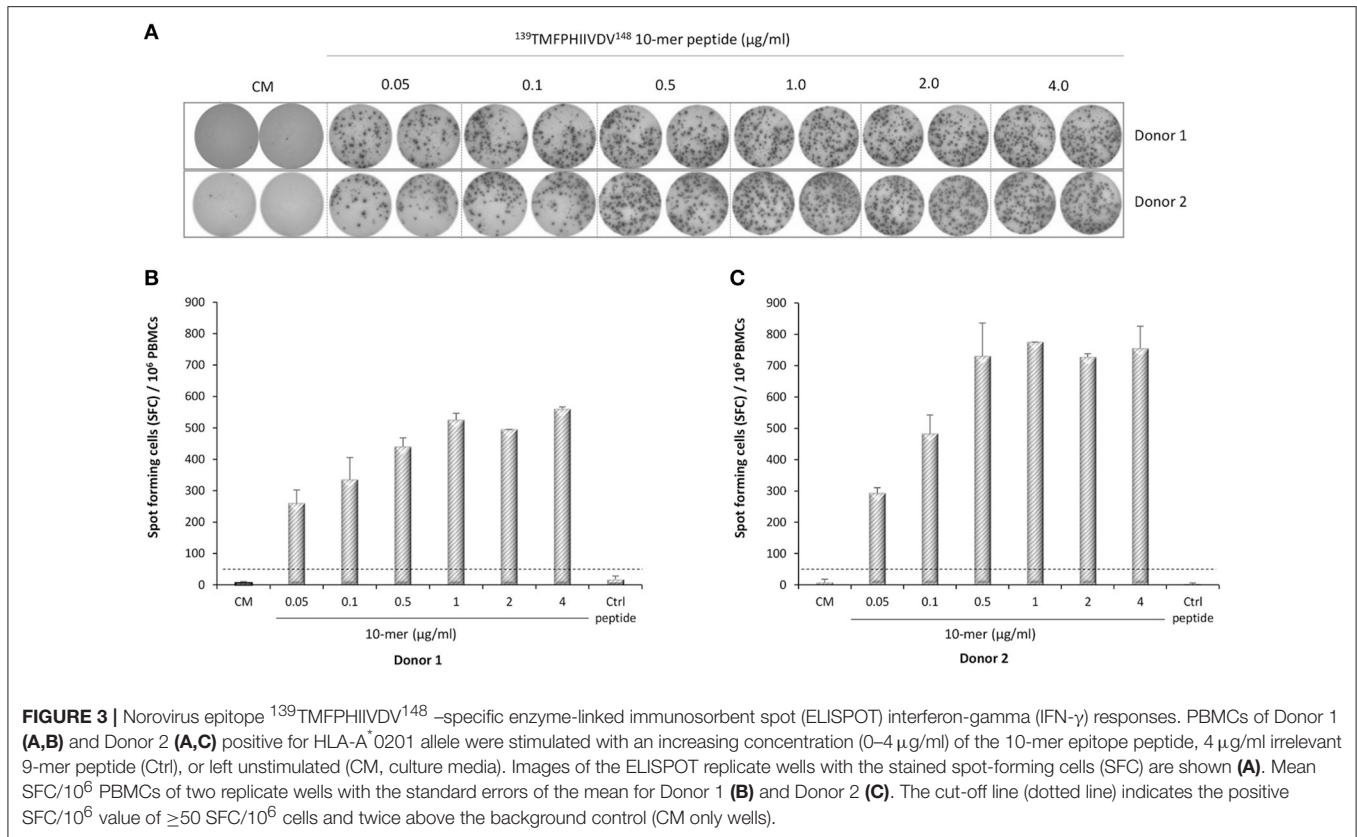 A
¹³⁹TMFPHIIVDV¹⁴⁸ 10-mer peptide (µg/ml)
CM 0.05 0.1 0.5 1.0 2.0 4.0
Donor 1
Donor 2
B
Spot forming cells (SFC) / 10⁶ PBMCs
900
800
700
600
500
400
300
200
100
0
CM 0.05 0.1 0.5 1 2 4 Ctrl peptide
10-mer (µg/ml)
Donor 1
C
Spot forming cells (SFC) / 10⁶ PBMCs
900
800
700
600
500
400
300
200
100
0
CM 0.05 0.1 0.5 1 2 4 Ctrl peptide
10-mer (µg/ml)
Donor 2
FIGURE 3 | Norovirus epitope ¹³⁹TMFPHIIVDV¹⁴⁸ –specific enzyme-linked immunosorbent spot (ELISPOT) interferon-gamma (IFN-γ) responses. PBMCs of Donor 1
(A,B) and Donor 2 (A,C) positive for HLA-A*0201 allele were stimulated with an increasing concentration (0–4 µg/ml) of the 10-mer epitope peptide, 4 µg/ml irrelevant
9-mer peptide (Ctrl), or left unstimulated (CM, culture media). Images of the ELISPOT replicate wells with the stained spot-forming cells (SFC) are shown (A). Mean
SFC/10⁶ PBMCs of two replicate wells with the standard errors of the mean for Donor 1 (B) and Donor 2 (C). The cut-off line (dotted line) indicates the positive
SFC/10⁶ value of ≥50 SFC/10⁶ cells and twice above the background control (CM only wells).